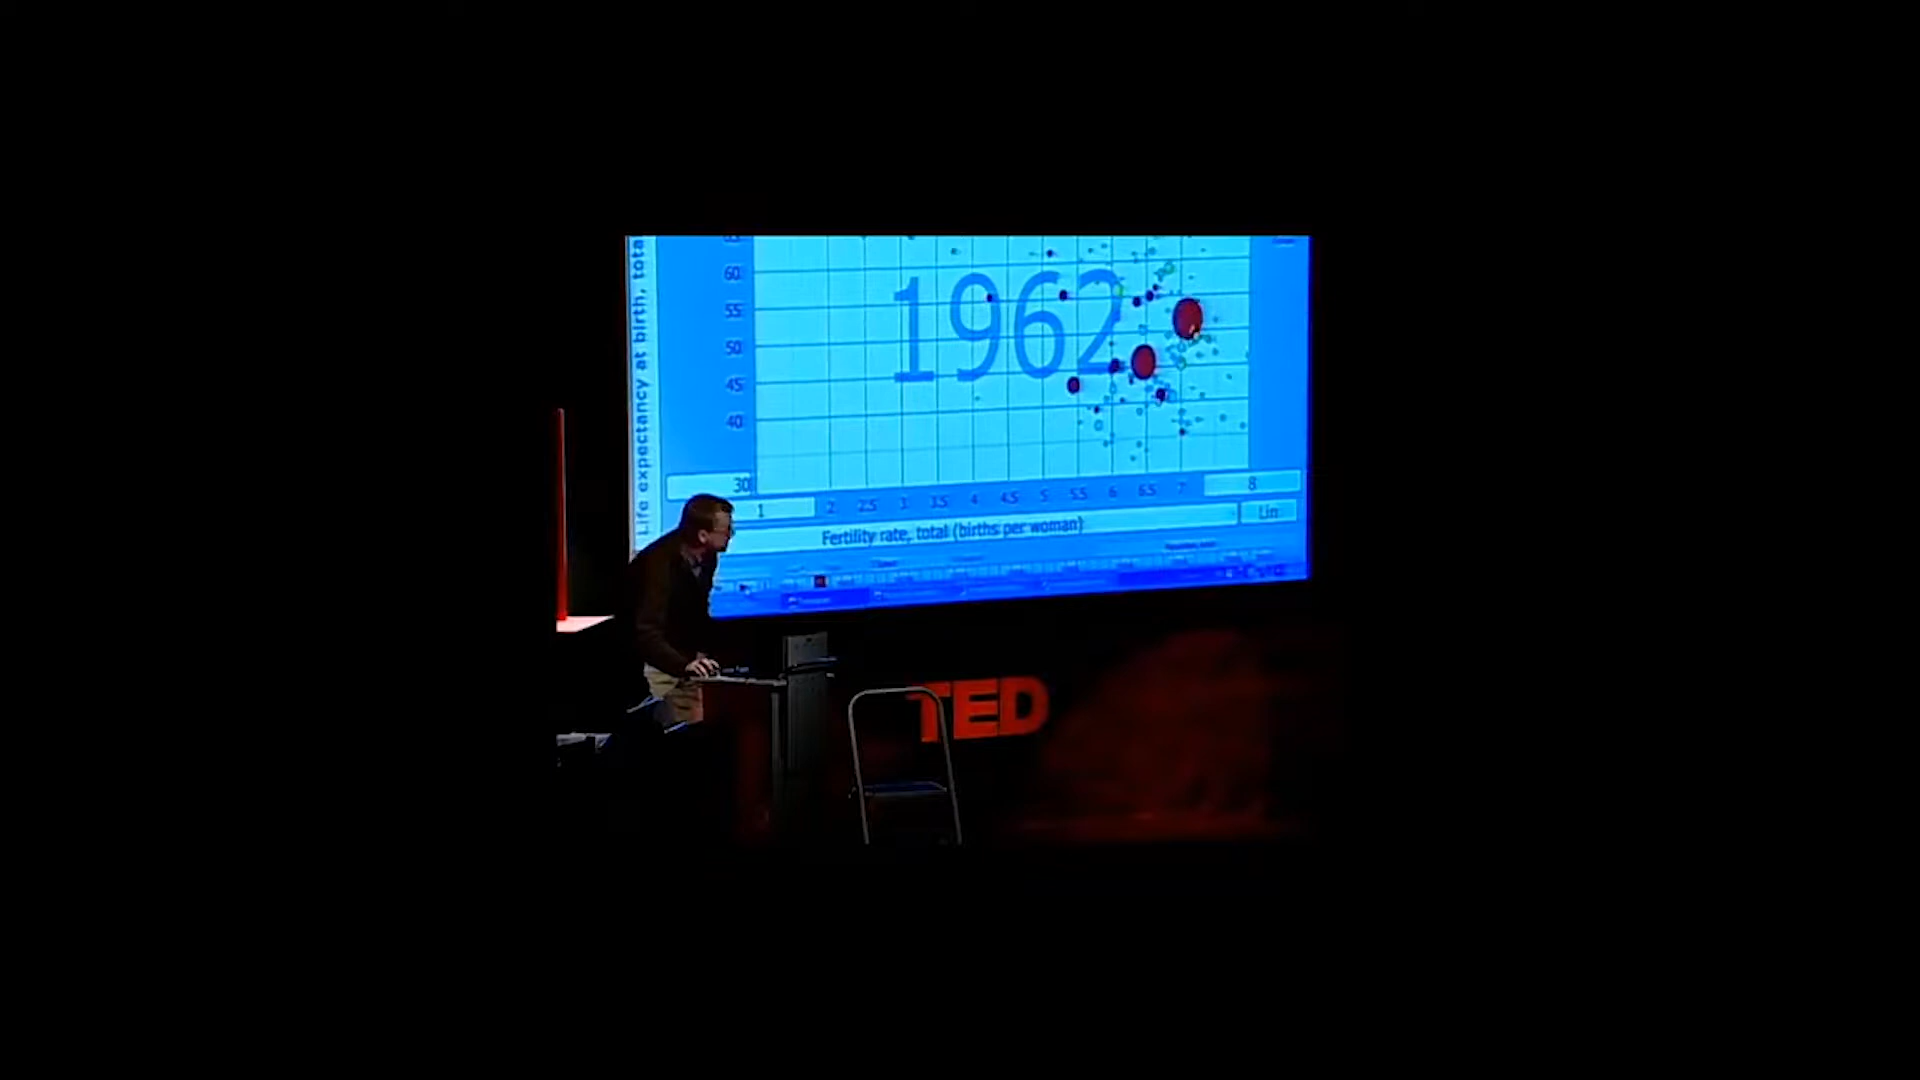 Life expectancy at birth, tota
60
55
50
45
40
30
1962
1 2 2.5 3 3.5 4 4.5 5 5.5 6 6.5 7 8
Fertility rate, total (births per woman)
Lin
TED